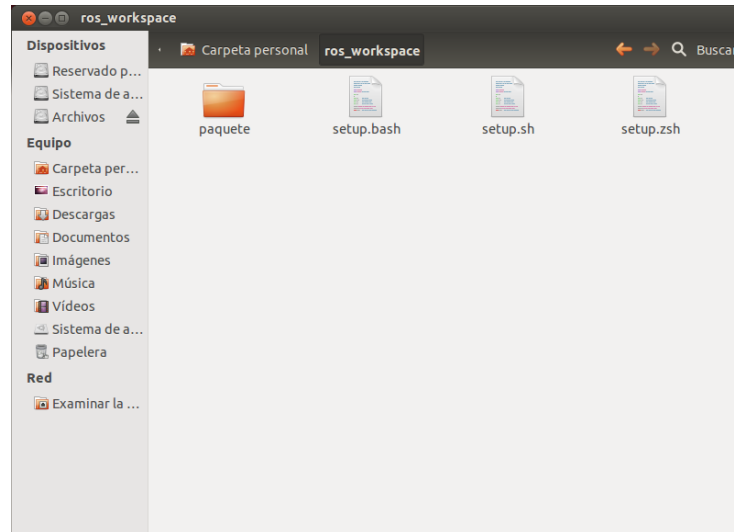 ros_workspace
Dispositivos
Reservado p...
Sistema de a...
Archivos
Equipo
Carpeta per...
Escritorio
Descargas
Documentos
Imágenes
Música
Vídeos
Sistema de a...
Papelera
Red
Examinar la ...
Carpeta personal ros_workspace Buscar
paquete setup.bash setup.sh setup.zsh